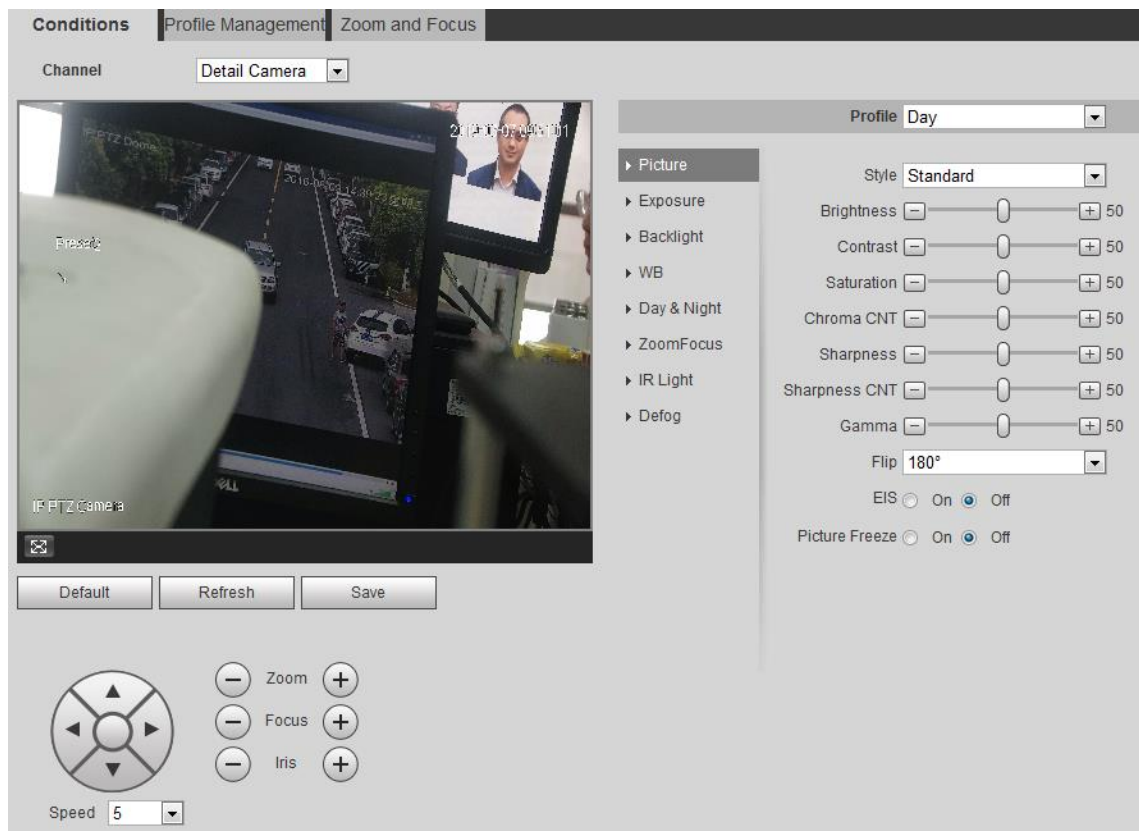 Conditions Profile Management Zoom and Focus
Channel Detail Camera
IP PTZ Dome
Preset2
DELL
IP PTZ Camera
Default Refresh Save
Zoom
Focus
Iris
Speed 5
Profile Day
Picture
Exposure
Backlight
WB
Day & Night
ZoomFocus
IR Light
Defog
Style Standard
Brightness 50
Contrast 50
Saturation 50
Chroma CNT 50
Sharpness 50
Sharpness CNT 50
Gamma 50
Flip 180°
EIS On Off
Picture Freeze On Off